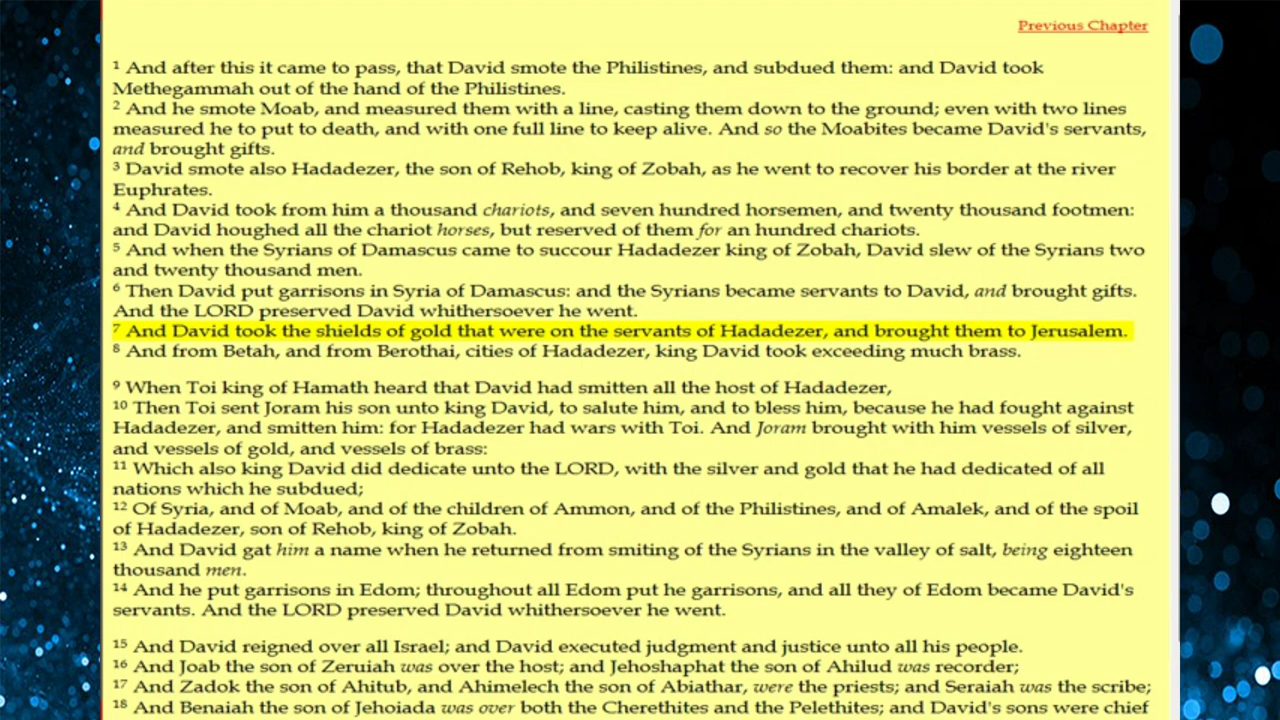 Previous Chapter
1 And after this it came to pass, that David smote the Philistines, and subdued them: and David took
Methegammah out of the hand of the Philistines.
2 And he smote Moab, and measured them with a line, casting them down to the ground; even with two lines
measured he to put to death, and with one full line to keep alive. And so the Moabites became David's servants,
and brought gifts.
3 David smote also Hadadezer, the son of Rehob, king of Zobah, as he went to recover his border at the river
Euphrates.
4 And David took from him a thousand chariots, and seven hundred horsemen, and twenty thousand footmen:
and David houghed all the chariot horses, but reserved of them for an hundred chariots.
5 And when the Syrians of Damascus came to succour Hadadezer king of Zobah, David slew of the Syrians two
and twenty thousand men.
6 Then David put garrisons in Syria of Damascus: and the Syrians became servants to David, and brought gifts.
And the LORD preserved David whithersoever he went.
7 And David took the shields of gold that were on the servants of Hadadezer, and brought them to Jerusalem.
8 And from Betah, and from Berothai, cities of Hadadezer, king David took exceeding much brass.
9 When Toi king of Hamath heard that David had smitten all the host of Hadadezer,
10 Then Toi sent Joram his son unto king David, to salute him, and to bless him, because he had fought against
Hadadezer, and smitten him: for Hadadezer had wars with Toi. And Joram brought with him vessels of silver,
and vessels of gold, and vessels of brass:
11 Which also king David did dedicate unto the LORD, with the silver and gold that he had dedicated of all
nations which he subdued;
12 Of Syria, and of Moab, and of the children of Ammon, and of the Philistines, and of Amalek, and of the spoil
of Hadadezer, son of Rehob, king of Zobah.
13 And David gat him a name when he returned from smiting of the Syrians in the valley of salt, being eighteen
thousand men.
14 And he put garrisons in Edom; throughout all Edom put he garrisons, and all they of Edom became David's
servants. And the LORD preserved David whithersoever he went.
15 And David reigned over all Israel; and David executed judgment and justice unto all his people.
16 And Joab the son of Zeruiah was over the host; and Jehoshaphat the son of Ahilud was recorder;
17 And Zadok the son of Ahitub, and Ahimelech the son of Abiathar, were the priests; and Seraiah was the scribe;
18 And Benaiah the son of Jehoiada was over both the Cherethites and the Pelethites; and David's sons were chief